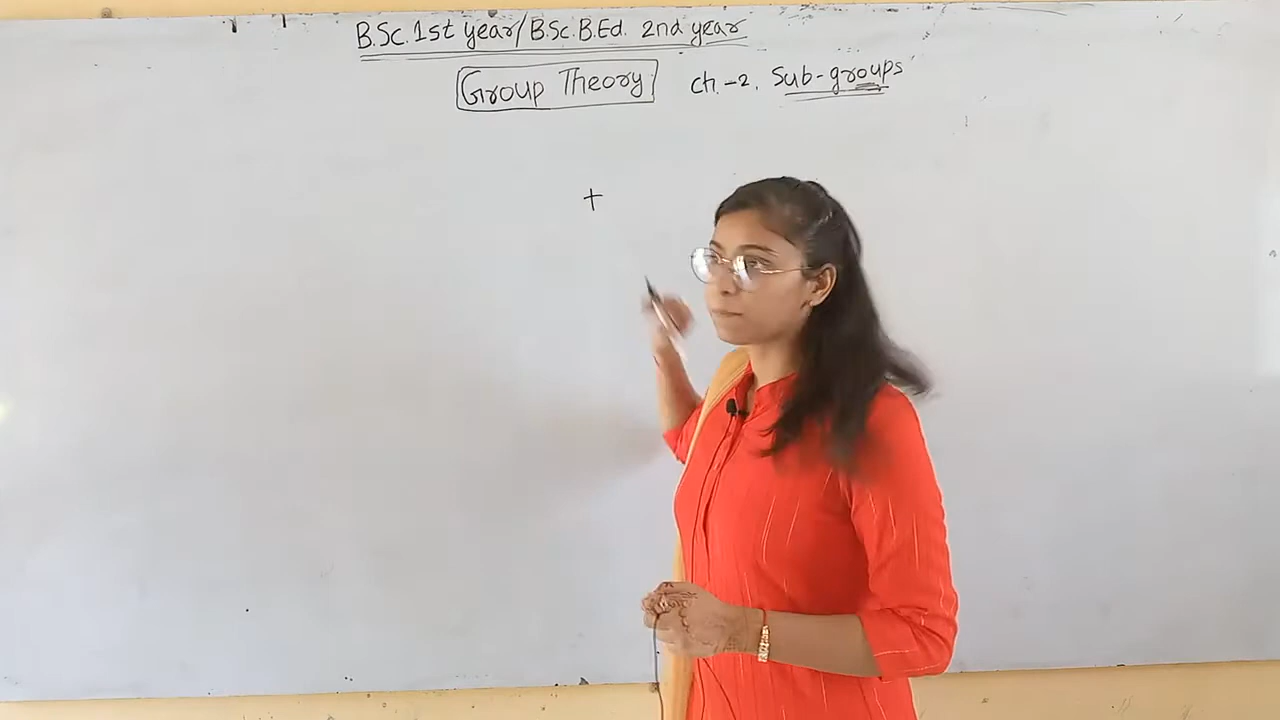 B.Sc. 1st year/B.Sc.B.Ed. 2nd year
Group Theory ch.-2. Sub-groups
+